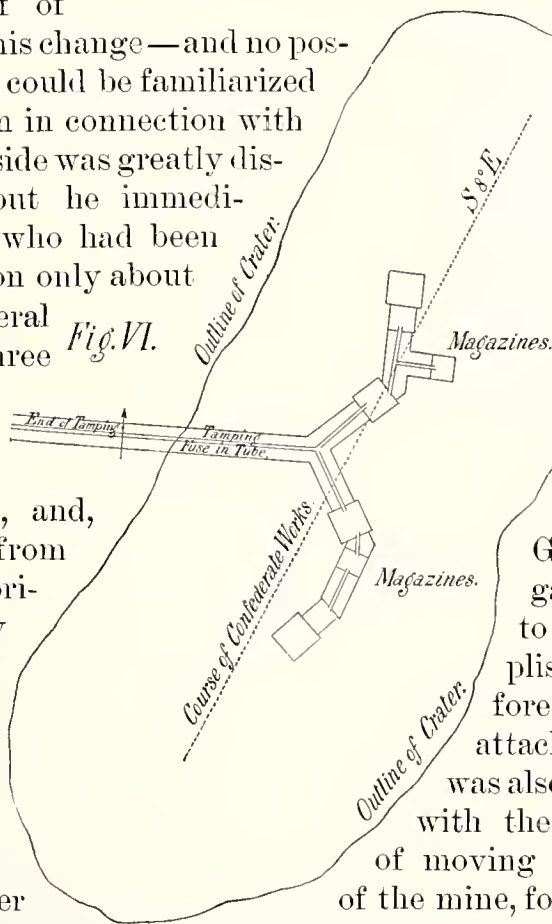 his change—and no pos-
could be familiarized
in connection with
side was greatly dis-
but he immedi-
who had been
on only about
eral
hree
Fig. VI.
Outline of Crater.
S 8° E.
Magazines.
End of Tamping
Tamping
Fuse in Tube.
Course of Confederate Works.
Magazines.
Outline of Crater.
, and,
from
ori-
G
ga
to
plis
fore
attac
was also
with the
of moving
of the mine, fo
er